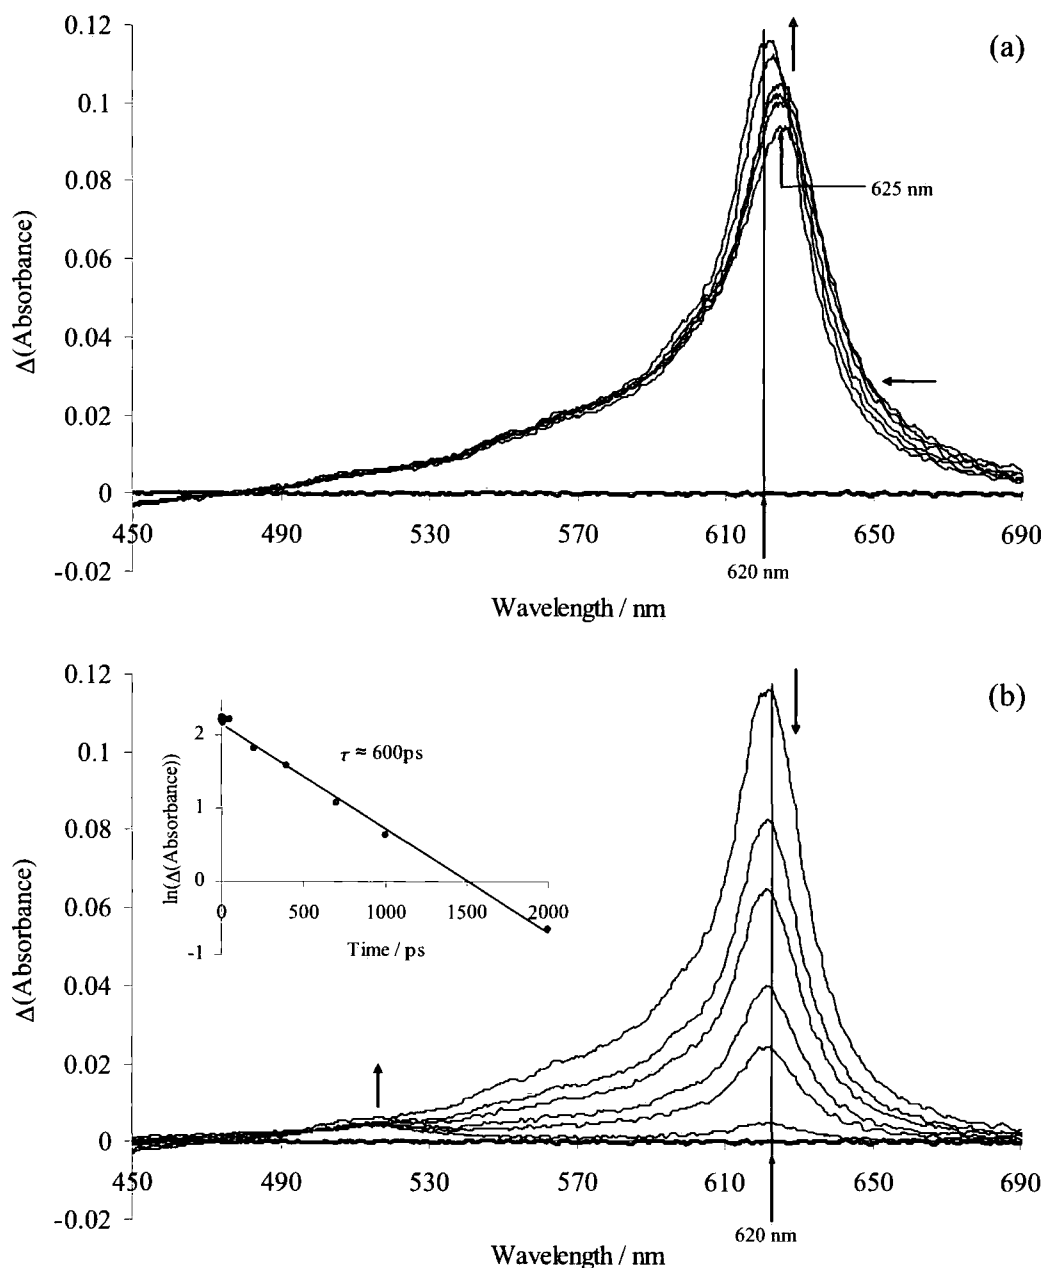 (a)
0.12
0.1
0.08
0.06
0.04
0.02
0
-0.02
450 490 530 570 610 650 690
625 nm
620 nm
Δ(Absorbance)
Wavelength / nm
(b)
0.12
0.1
0.08
0.06
0.04
0.02
0
-0.02
450 490 530 570 610 650 690
620 nm
Δ(Absorbance)
Wavelength / nm
τ ≈ 600ps
2
1
0
-1
0 500 1000 1500 2000
ln(Δ(Absorbance))
Time / ps